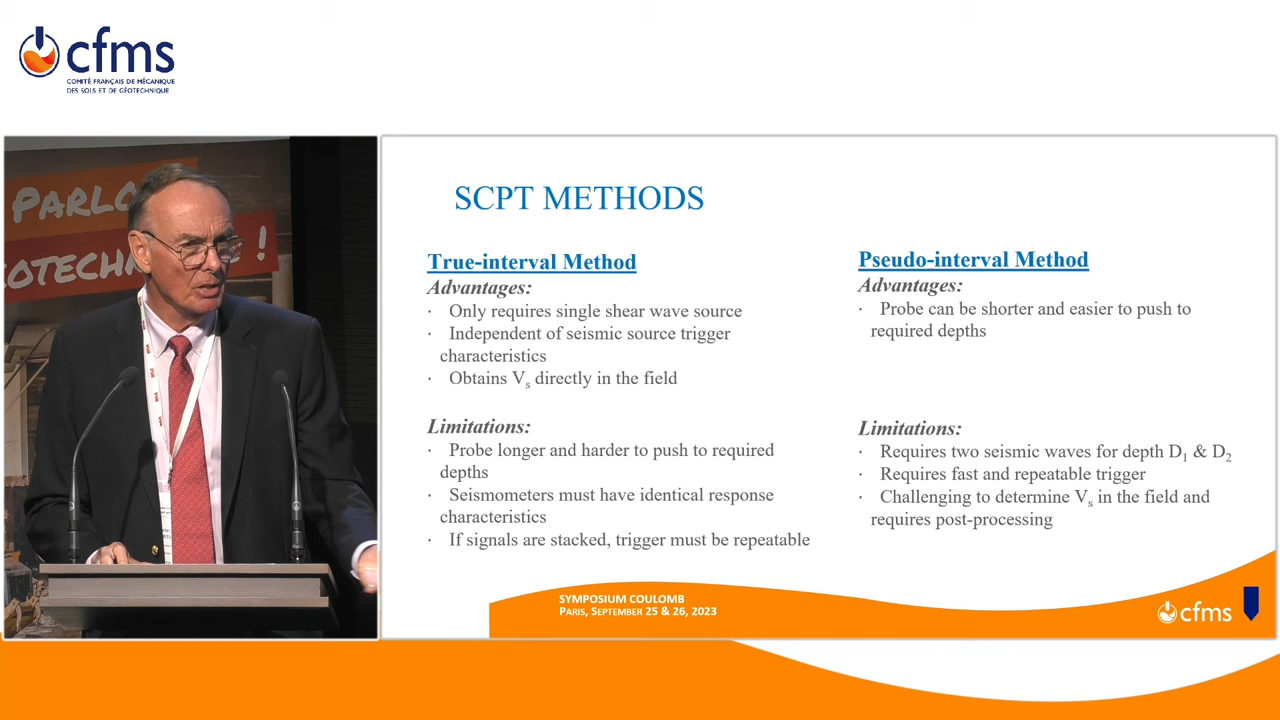 cfms
COMITÉ FRANÇAIS DE MÉCANIQUE
DES SOLS ET DE GÉOTECHNIQUE
PARLO
OTECHN
!
SCPT METHODS
True-interval Method
Advantages:
· Only requires single shear wave source
· Independent of seismic source trigger
characteristics
· Obtains Vs directly in the field
Limitations:
· Probe longer and harder to push to required
depths
· Seismometers must have identical response
characteristics
· If signals are stacked, trigger must be repeatable
Pseudo-interval Method
Advantages:
· Probe can be shorter and easier to push to
required depths
Limitations:
· Requires two seismic waves for depth D1 & D2
· Requires fast and repeatable trigger
· Challenging to determine Vs in the field and
requires post-processing
SYMPOSIUM COULOMB
PARIS, SEPTEMBER 25 & 26, 2023
cfms